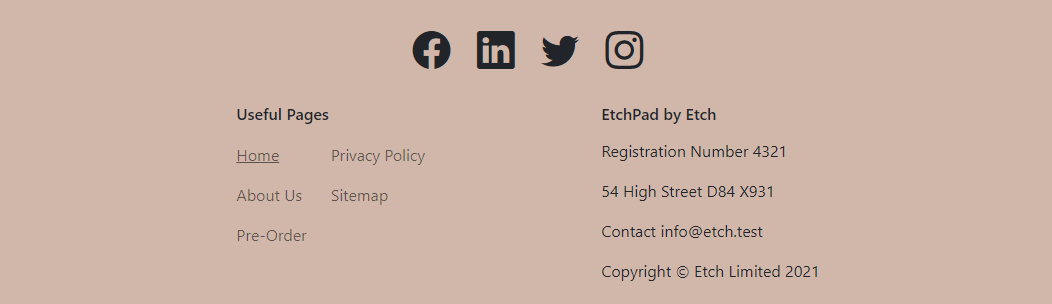 Useful Pages
Home
Privacy Policy
About Us
Sitemap
Pre-Order
EtchPad by Etch
Registration Number 4321
54 High Street D84 X931
Contact info@etch.test
Copyright © Etch Limited 2021